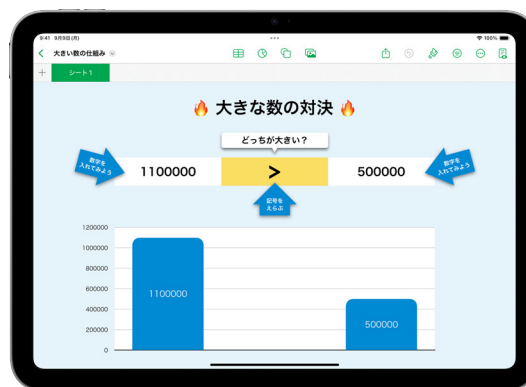 9:41 9月9日(月)
100%
大きい数の仕組み
シート1
🔥 大きな数の対決 🔥
どっちが大きい？
数字を
入れてみよう
1100000
>
500000
数字を
入れてみよう
記号を
えらぶ
1200000
1000000
800000
600000
400000
200000
0
1100000
500000